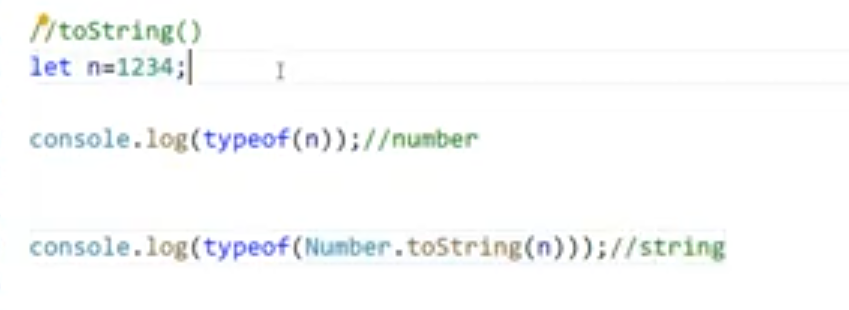 //toString()
let n=1234;
console.log(typeof(n));//number
console.log(typeof(Number.toString(n)));//string